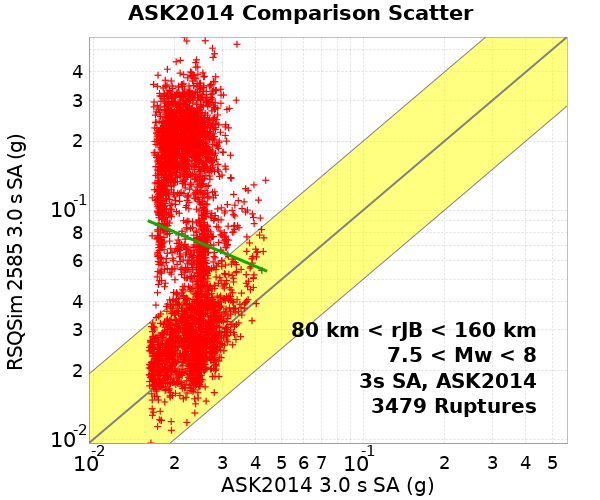 ASK2014 Comparison Scatter
RSQSim 2585 3.0 s SA (g)
4
3
2
10^-1
8
6
4
3
2
10^-2
80 km < rJB < 160 km
7.5 < Mw < 8
3s SA, ASK2014
3479 Ruptures
10^-2 2 3 4 5 6 7 10^-1 2 3 4 5
ASK2014 3.0 s SA (g)